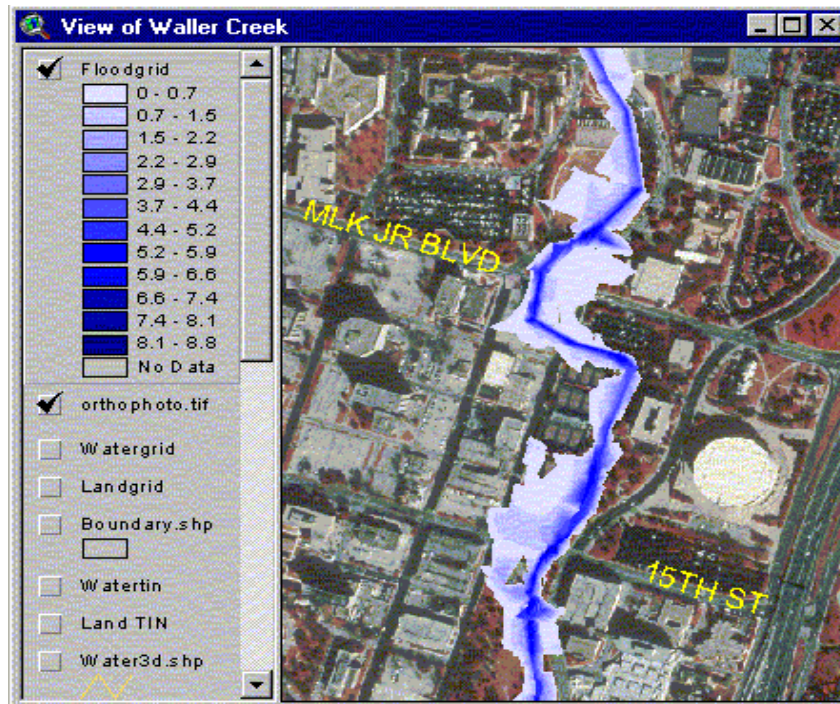 View of Waller Creek
Floodgrid
0 - 0.7
0.7 - 1.5
1.5 - 2.2
2.2 - 2.9
2.9 - 3.7
3.7 - 4.4
4.4 - 5.2
5.2 - 5.9
5.9 - 6.6
6.6 - 7.4
7.4 - 8.1
8.1 - 8.8
No Data
orthophoto.tif
Watergrid
Landgrid
Boundary.shp
Watertin
Land TIN
Water3d.shp
MLK JR BLVD
15TH ST